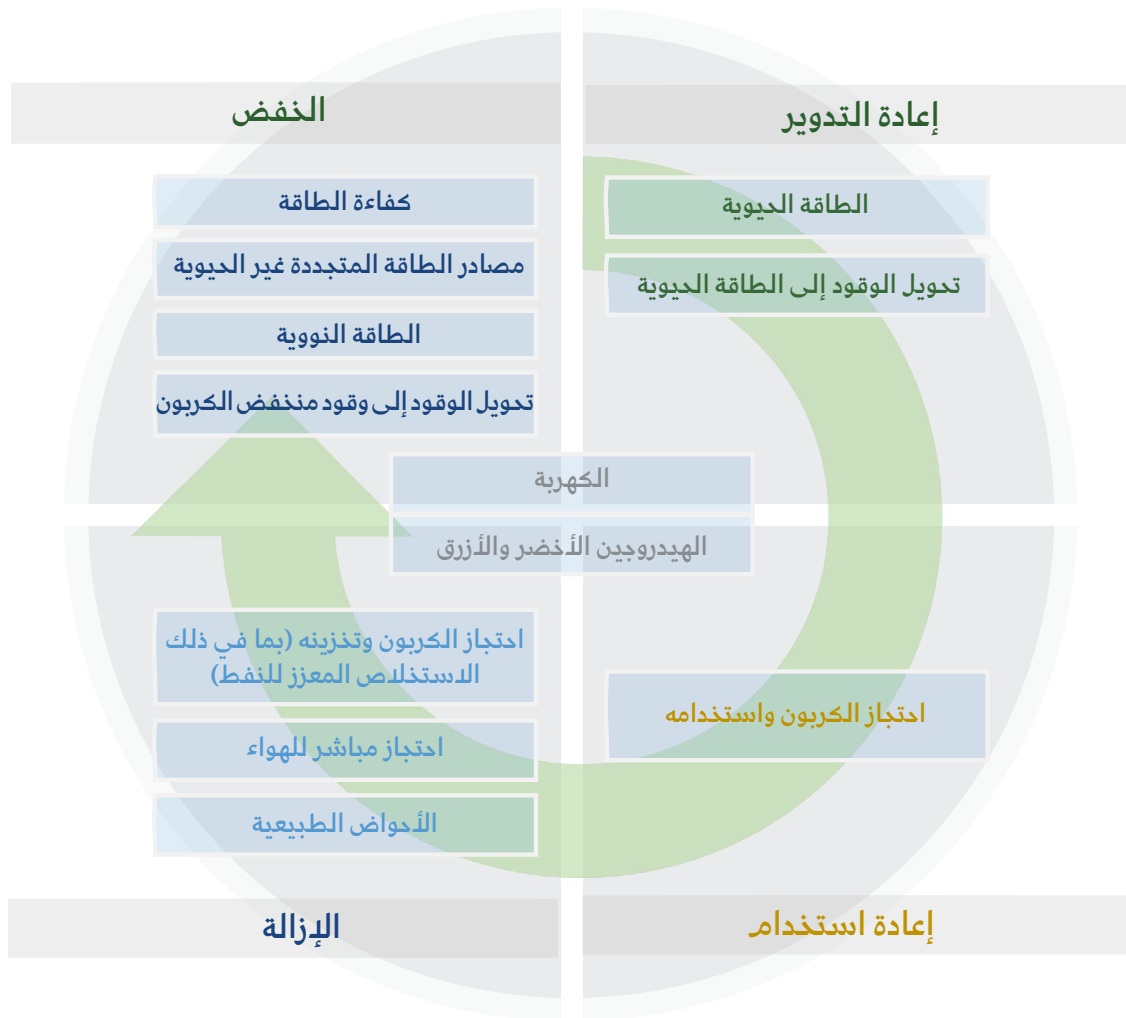 إعادة التدوير
الطاقة الحيوية
تحويل الوقود إلى الطاقة الحيوية
الخفض
كفاءة الطاقة
مصادر الطاقة المتجددة غير الحيوية
الطاقة النووية
تحويل الوقود إلى وقود منخفض الكربون
الكهربة
الهيدروجين الأخضر والأزرق
احتجاز الكربون واستخدامه
إعادة استخدام
احتجاز الكربون وتخزينه (بما في ذلك
الاستخلاص المعزز للنفط)
احتجاز مباشر للهواء
الأحواض الطبيعية
الإزالة